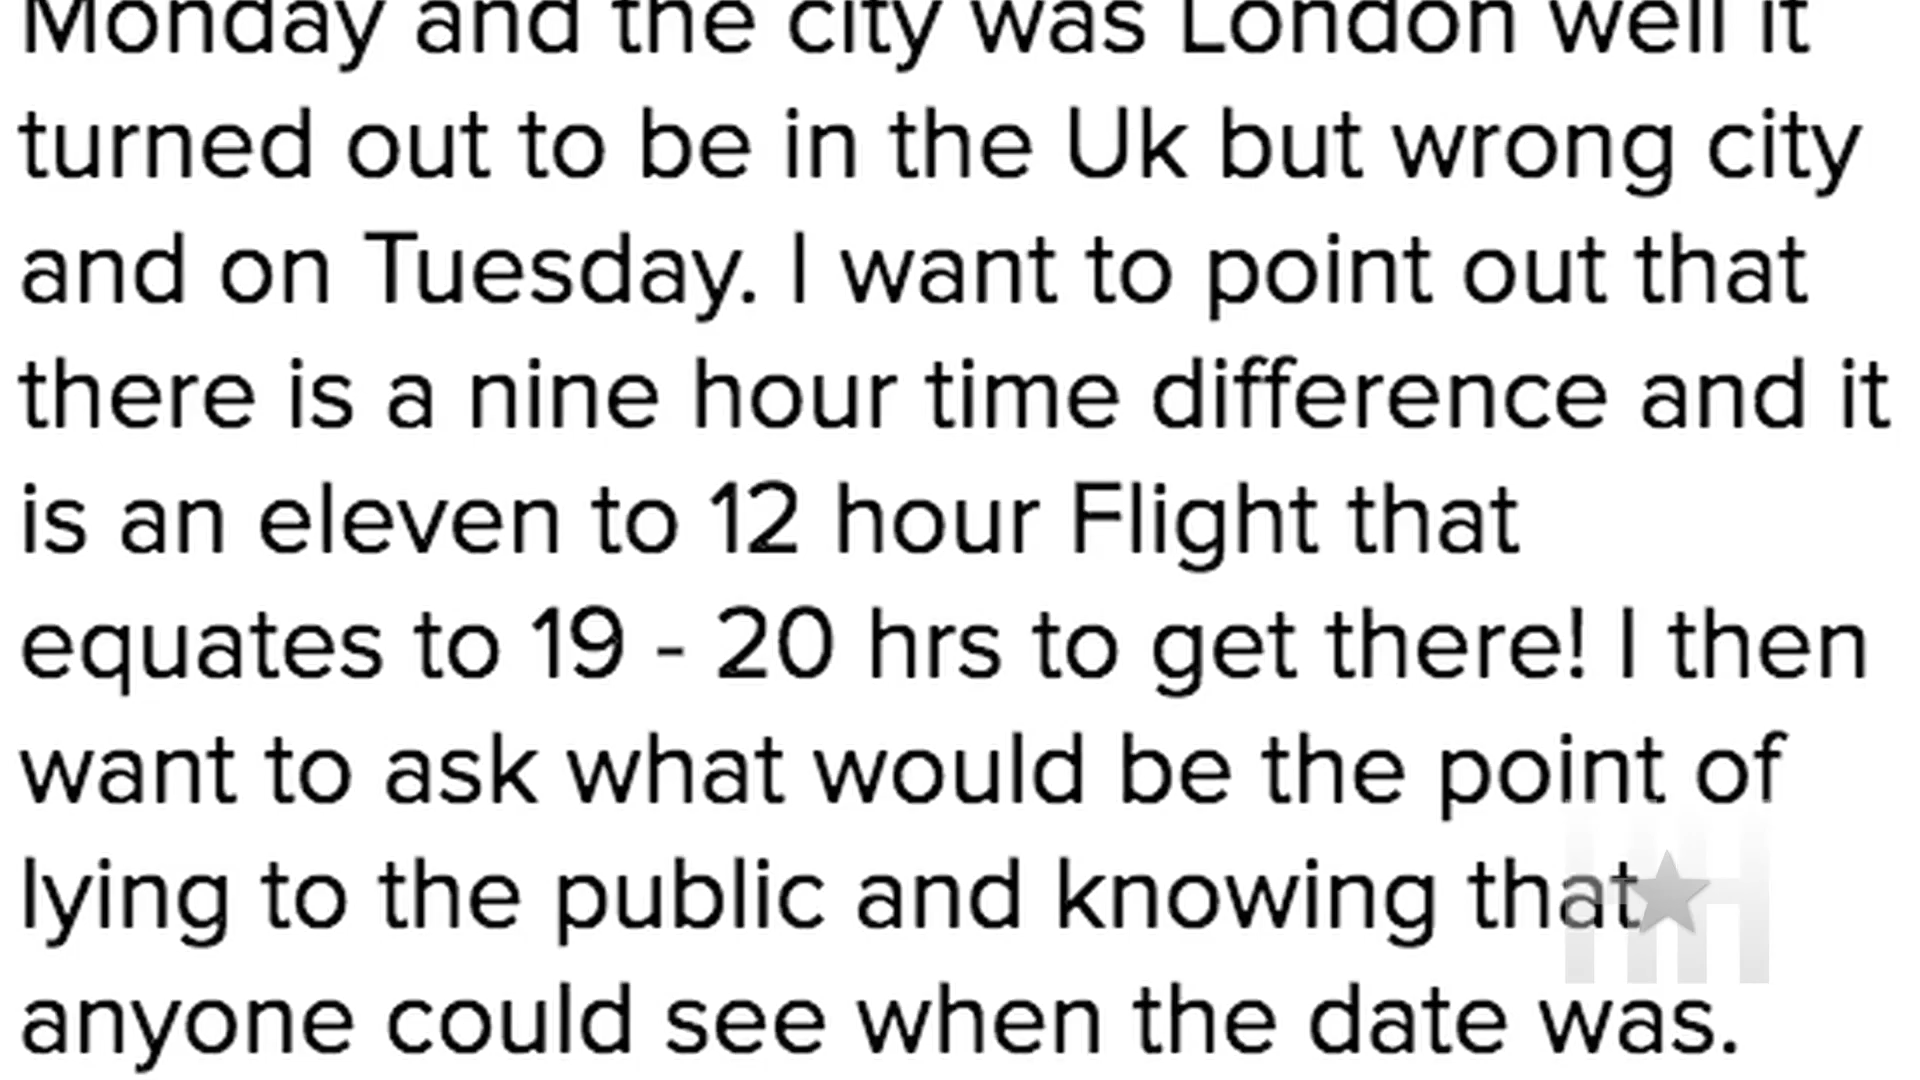 Monday and the city was London well it
turned out to be in the Uk but wrong city
and on Tuesday. I want to point out that
there is a nine hour time difference and it
is an eleven to 12 hour Flight that
equates to 19 - 20 hrs to get there! I then
want to ask what would be the point of
lying to the public and knowing that
anyone could see when the date was.